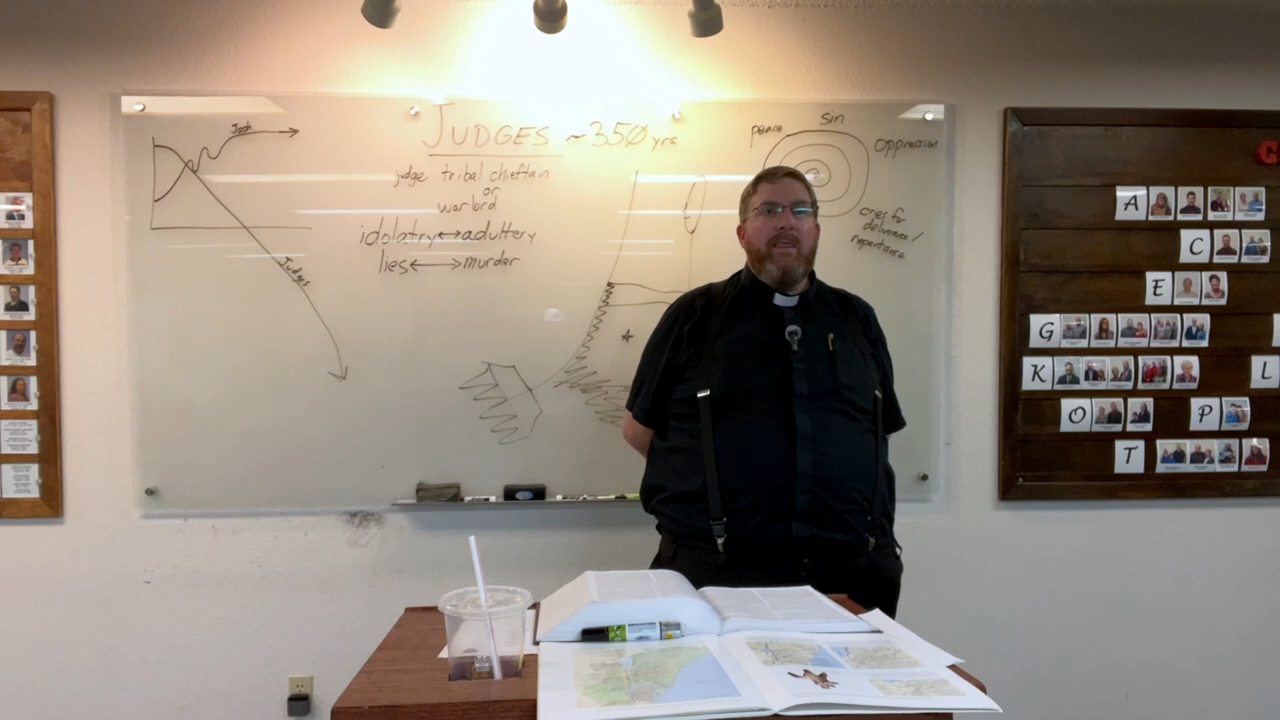 Josh
Judges
JUDGES ~350 yrs
judge tribal chieftain
or
warlord
idolatry↔adultery
lies↔murder
peace
sin
oppression
cries for
deliverance/
repentance
A
C
E
G
K
L
O
P
T